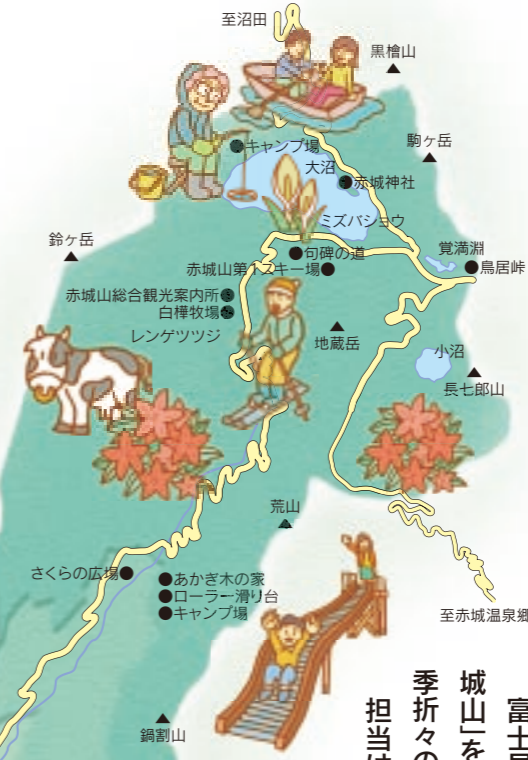 至沼田
黒檜山
キャンプ場
駒ヶ岳
大沼
赤城神社
ミズバショウ
鈴ヶ岳
句碑の道
覚満淵
鳥居峠
赤城山第1スキー場
赤城山総合観光案内所
白樺牧場
レンゲツツジ
地蔵岳
小沼
長七郎山
荒山
さくらの広場
あかぎ木の家
ローラー滑り台
キャンプ場
至赤城温泉郷
鍋割山
富士見
城山」を
季折々の
担当は